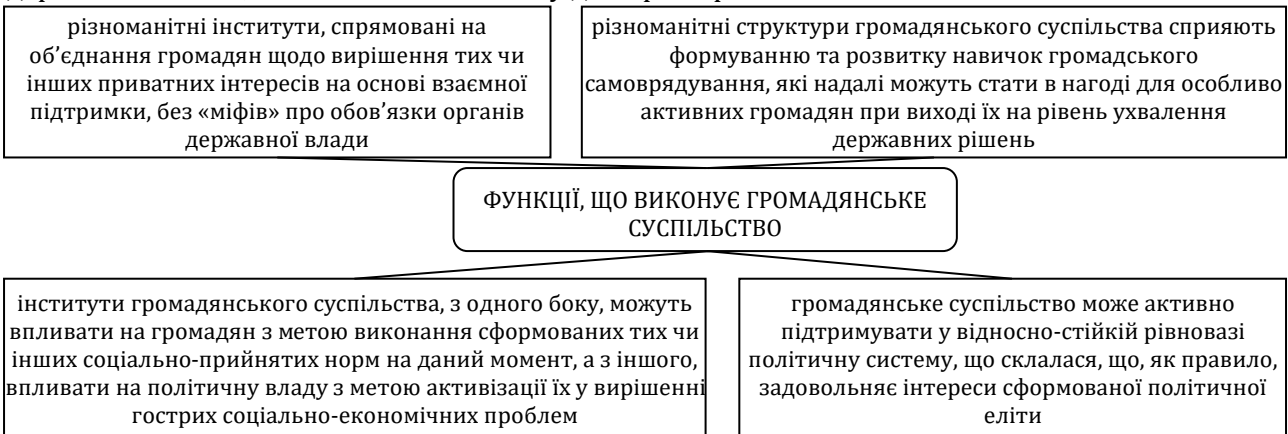 різноманітні інститути, спрямовані на
об’єднання громадян щодо вирішення тих чи
інших приватних інтересів на основі взаємної
підтримки, без «міфів» про обов’язки органів
державної влади
різноманітні структури громадянського суспільства сприяють
формуванню та розвитку навичок громадського
самоврядування, які надалі можуть стати в нагоді для особливо
активних громадян при виході їх на рівень ухвалення
державних рішень
ФУНКЦІЇ, ЩО ВИКОНУЄ ГРОМАДЯНСЬКЕ
СУСПІЛЬСТВО
інститути громадянського суспільства, з одного боку, можуть
впливати на громадян з метою виконання сформованих тих чи
інших соціально-прийнятих норм на даний момент, а з іншого,
впливати на політичну владу з метою активізації їх у вирішенні
гострих соціально-економічних проблем
громадянське суспільство може активно
підтримувати у відносно-стійкій рівновазі
політичну систему, що склалася, що, як правило,
задовольняє інтереси сформованої політичної
еліти